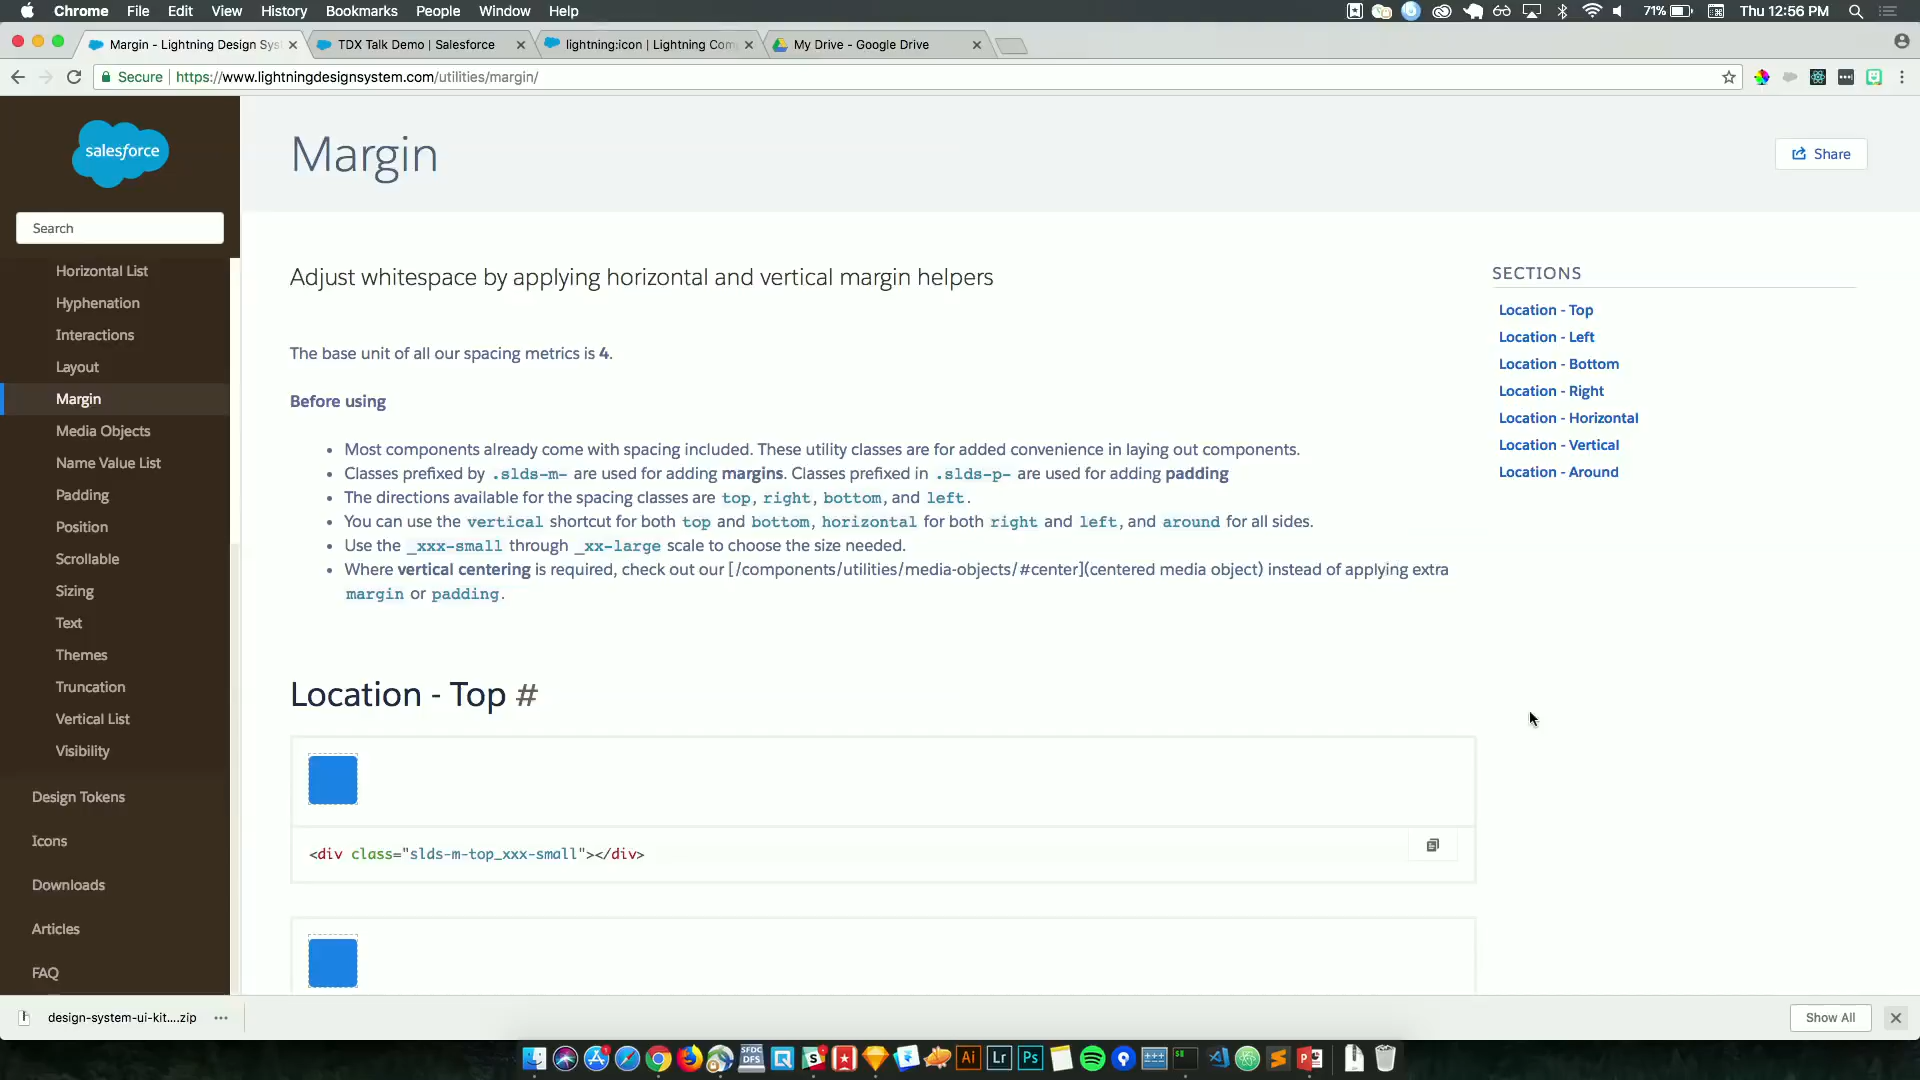 Chrome File Edit View History Bookmarks People Window Help
71% Thu 12:56 PM
Margin - Lightning Design Sys
TDX Talk Demo | Salesforce
lightning:icon | Lightning Com
My Drive - Google Drive
Secure | https://www.lightningdesignsystem.com/utilities/margin/
salesforce
Search
Horizontal List
Hyphenation
Interactions
Layout
Margin
Media Objects
Name Value List
Padding
Position
Scrollable
Sizing
Text
Themes
Truncation
Vertical List
Visibility
Design Tokens
Icons
Downloads
Articles
FAQ
Margin
Share
Adjust whitespace by applying horizontal and vertical margin helpers
The base unit of all our spacing metrics is 4.
Before using
• Most components already come with spacing included. These utility classes are for added convenience in laying out components.
• Classes prefixed by .slds-m- are used for adding margins. Classes prefixed in .slds-p- are used for adding padding
• The directions available for the spacing classes are top, right, bottom, and left.
• You can use the vertical shortcut for both top and bottom, horizontal for both right and left, and around for all sides.
• Use the _xxx-small through _xx-large scale to choose the size needed.
• Where vertical centering is required, check out our [/components/utilities/media-objects/#center](centered media object) instead of applying extra
margin or padding.
Location - Top #
<div class="slds-m-top_xxx-small"></div>
SECTIONS
Location - Top
Location - Left
Location - Bottom
Location - Right
Location - Horizontal
Location - Vertical
Location - Around
design-system-ui-kit....zip
Show All
SFDC
DFS
Ai
Lr
Ps